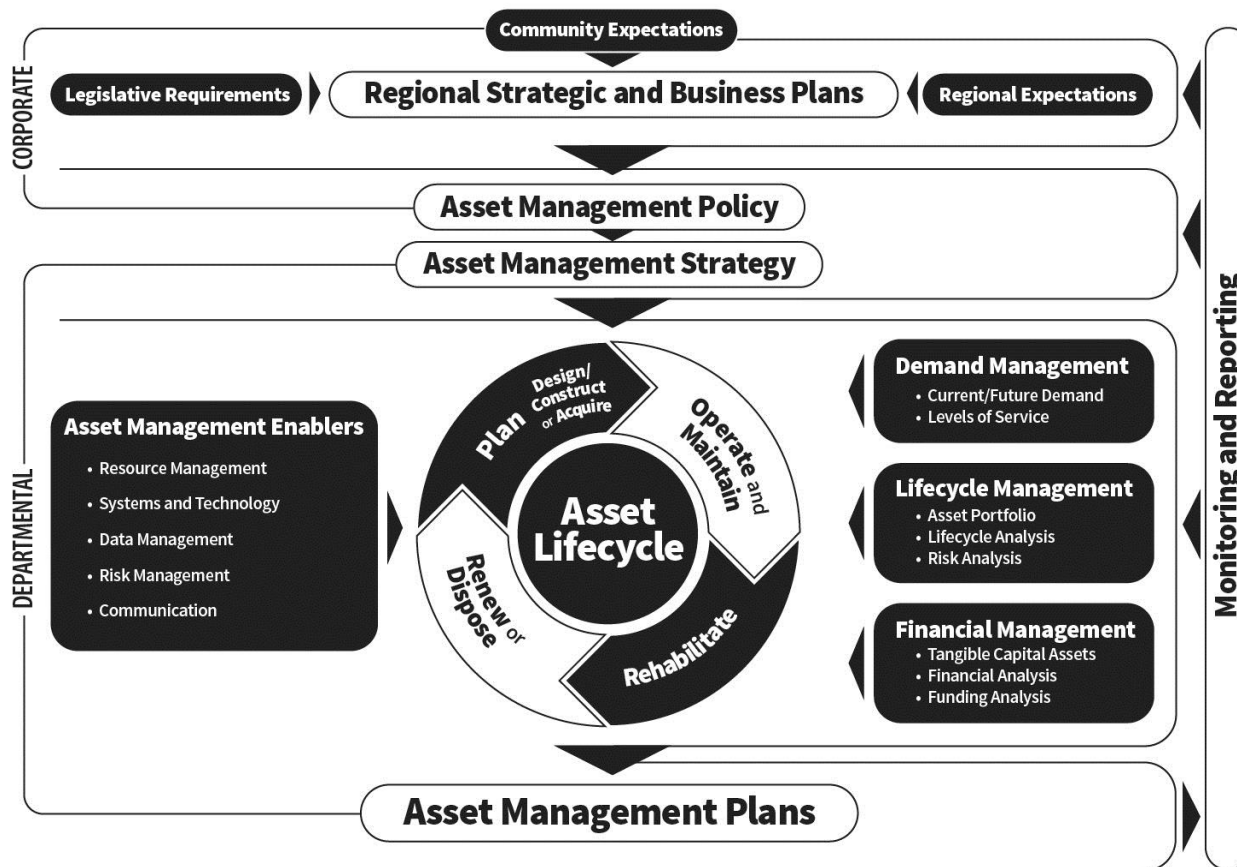 Community Expectations
Legislative Requirements
Regional Strategic and Business Plans
Regional Expectations
CORPORATE
Asset Management Policy
Asset Management Strategy
DEPARTMENTAL
Asset Management Enablers
• Resource Management
• Systems and Technology
• Data Management
• Risk Management
• Communication
Plan
Design/
Construct
or Acquire
Operate and
Maintain
Rehabilitate
Renew or
Dispose
Asset
Lifecycle
Demand Management
• Current/Future Demand
• Levels of Service
Lifecycle Management
• Asset Portfolio
• Lifecycle Analysis
• Risk Analysis
Financial Management
• Tangible Capital Assets
• Financial Analysis
• Funding Analysis
Asset Management Plans
Monitoring and Reporting